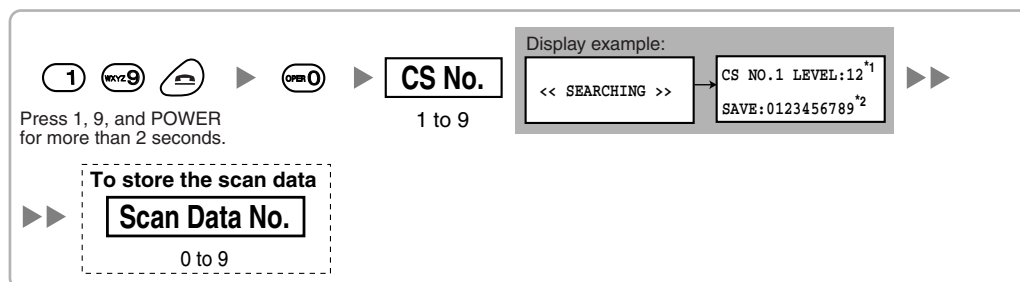 Display example:
1) WXYZ 9 OPER 0 CS No. << SEARCHING >> CS NO.1 LEVEL:12*1
SAVE:0123456789*2
Press 1, 9, and POWER
for more than 2 seconds.
1 to 9
To store the scan data
Scan Data No.
0 to 9